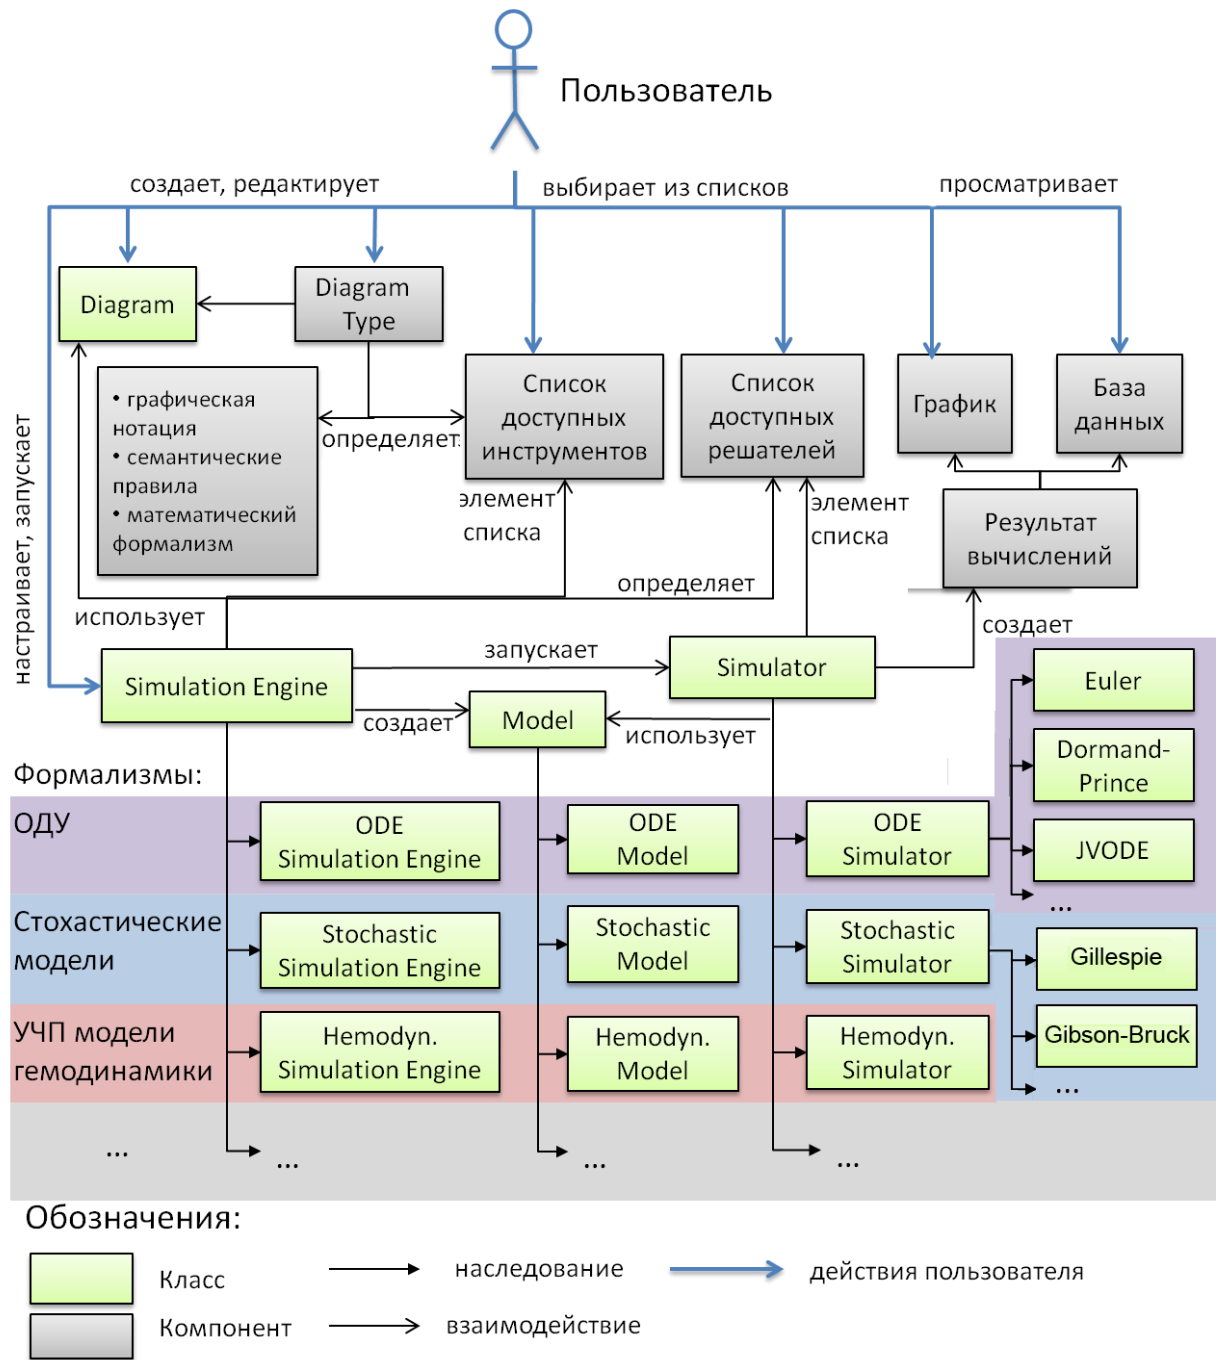 Пользователь
создает, редактирует
выбирает из списков
просматривает
Diagram
Diagram
Type
• графическая
нотация
• семантические
правила
• математический
формализм
определяет
Список
доступных
инструментов
Список
доступных
решателей
График
База
данных
элемент
списка
элемент
списка
Результат
вычислений
настраивает, запускает
использует
определяет
создает
Simulation Engine
запускает
Simulator
создает
Model
использует
Euler
Dormand-
Prince
JVODE
...
Формализмы:
ОДУ
ODE
Simulation Engine
ODE
Model
ODE
Simulator
Стохастические
модели
Stochastic
Simulation Engine
Stochastic
Model
Stochastic
Simulator
Gillespie
Gibson-Bruck
...
УЧП модели
гемодинамики
Hemodyn.
Simulation Engine
Hemodyn.
Model
Hemodyn.
Simulator
...
...
...
...
Обозначения:
Класс
наследование
действия пользователя
Компонент
взаимодействие